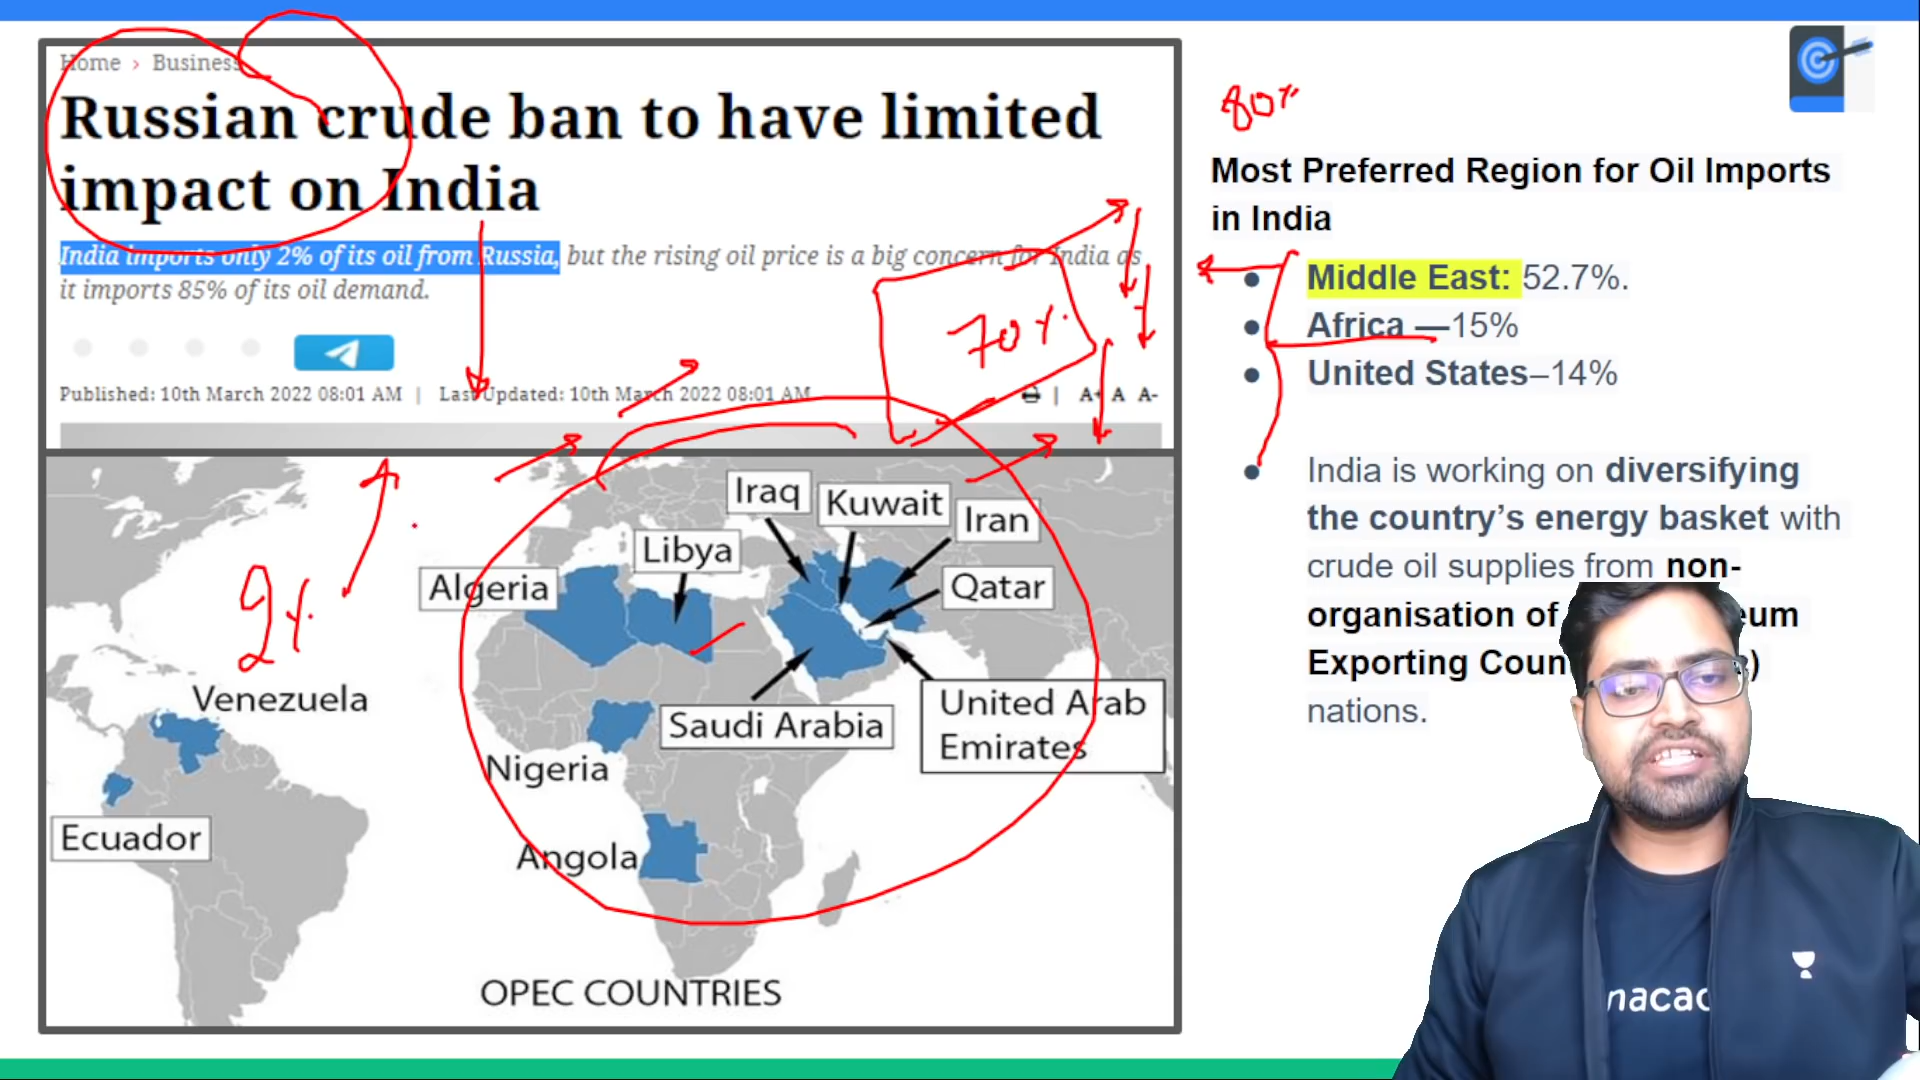 Home > Business
Russian crude ban to have limited
impact on India
India imports only 2% of its oil from Russia, but the rising oil price is a big concern for India as
it imports 85% of its oil demand.
Published: 10th March 2022 08:01 AM | Last Updated: 10th March 2022 08:01 AM | A+ A A-
70%
2%
Iraq
Kuwait
Iran
Libya
Algeria
Qatar
Venezuela
Saudi Arabia
United Arab
Emirates
Nigeria
Ecuador
Angola
OPEC COUNTRIES
80%
Most Preferred Region for Oil Imports
in India
• Middle East: 52.7%.
• Africa —15%
• United States–14%
• India is working on diversifying
the country's energy basket with
crude oil supplies from non-
organisation of eum
Exporting Coun )
nations.
nacac